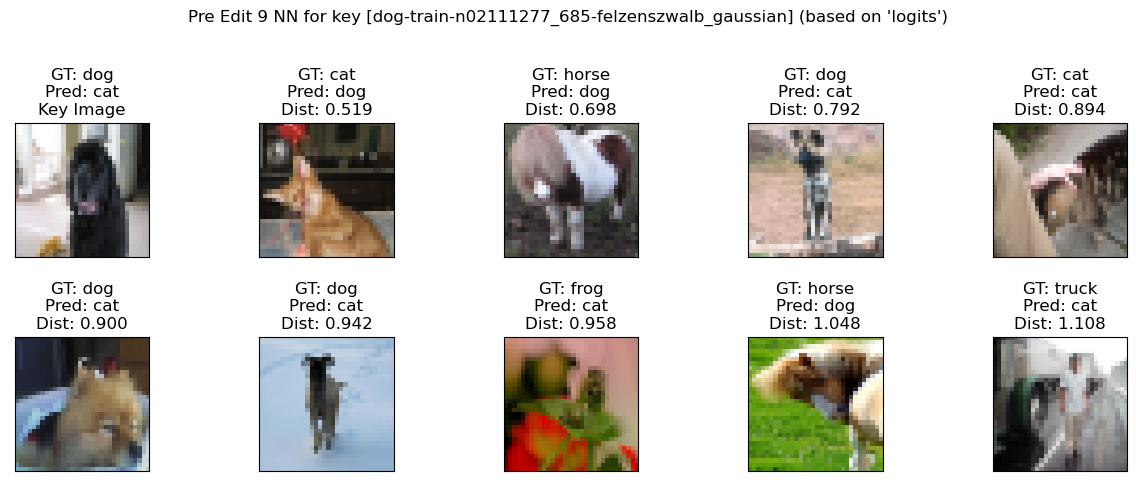 Pre Edit 9 NN for key [dog-train-n02111277_685-felzenszwalb_gaussian] (based on 'logits')
GT: dog
Pred: cat
Key Image
GT: cat
Pred: dog
Dist: 0.519
GT: horse
Pred: dog
Dist: 0.698
GT: dog
Pred: cat
Dist: 0.792
GT: cat
Pred: cat
Dist: 0.894
GT: dog
Pred: cat
Dist: 0.900
GT: dog
Pred: cat
Dist: 0.942
GT: frog
Pred: cat
Dist: 0.958
GT: horse
Pred: dog
Dist: 1.048
GT: truck
Pred: cat
Dist: 1.108